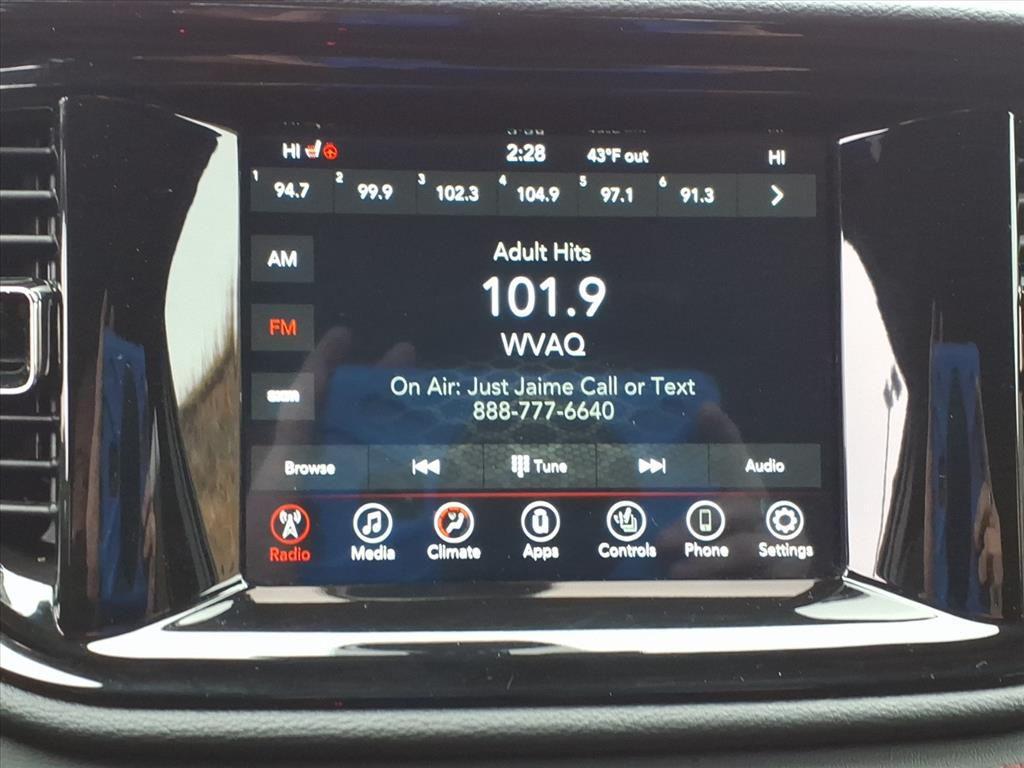 HI 2:28 43°F out HI
1 94.7 2 99.9 3 102.3 4 104.9 5 97.1 6 91.3
AM
Adult Hits
101.9
FM
WVAQ
On Air: Just Jaime Call or Text
888-777-6640
Browse Tune Audio
Radio Media Climate Apps Controls Phone Settings